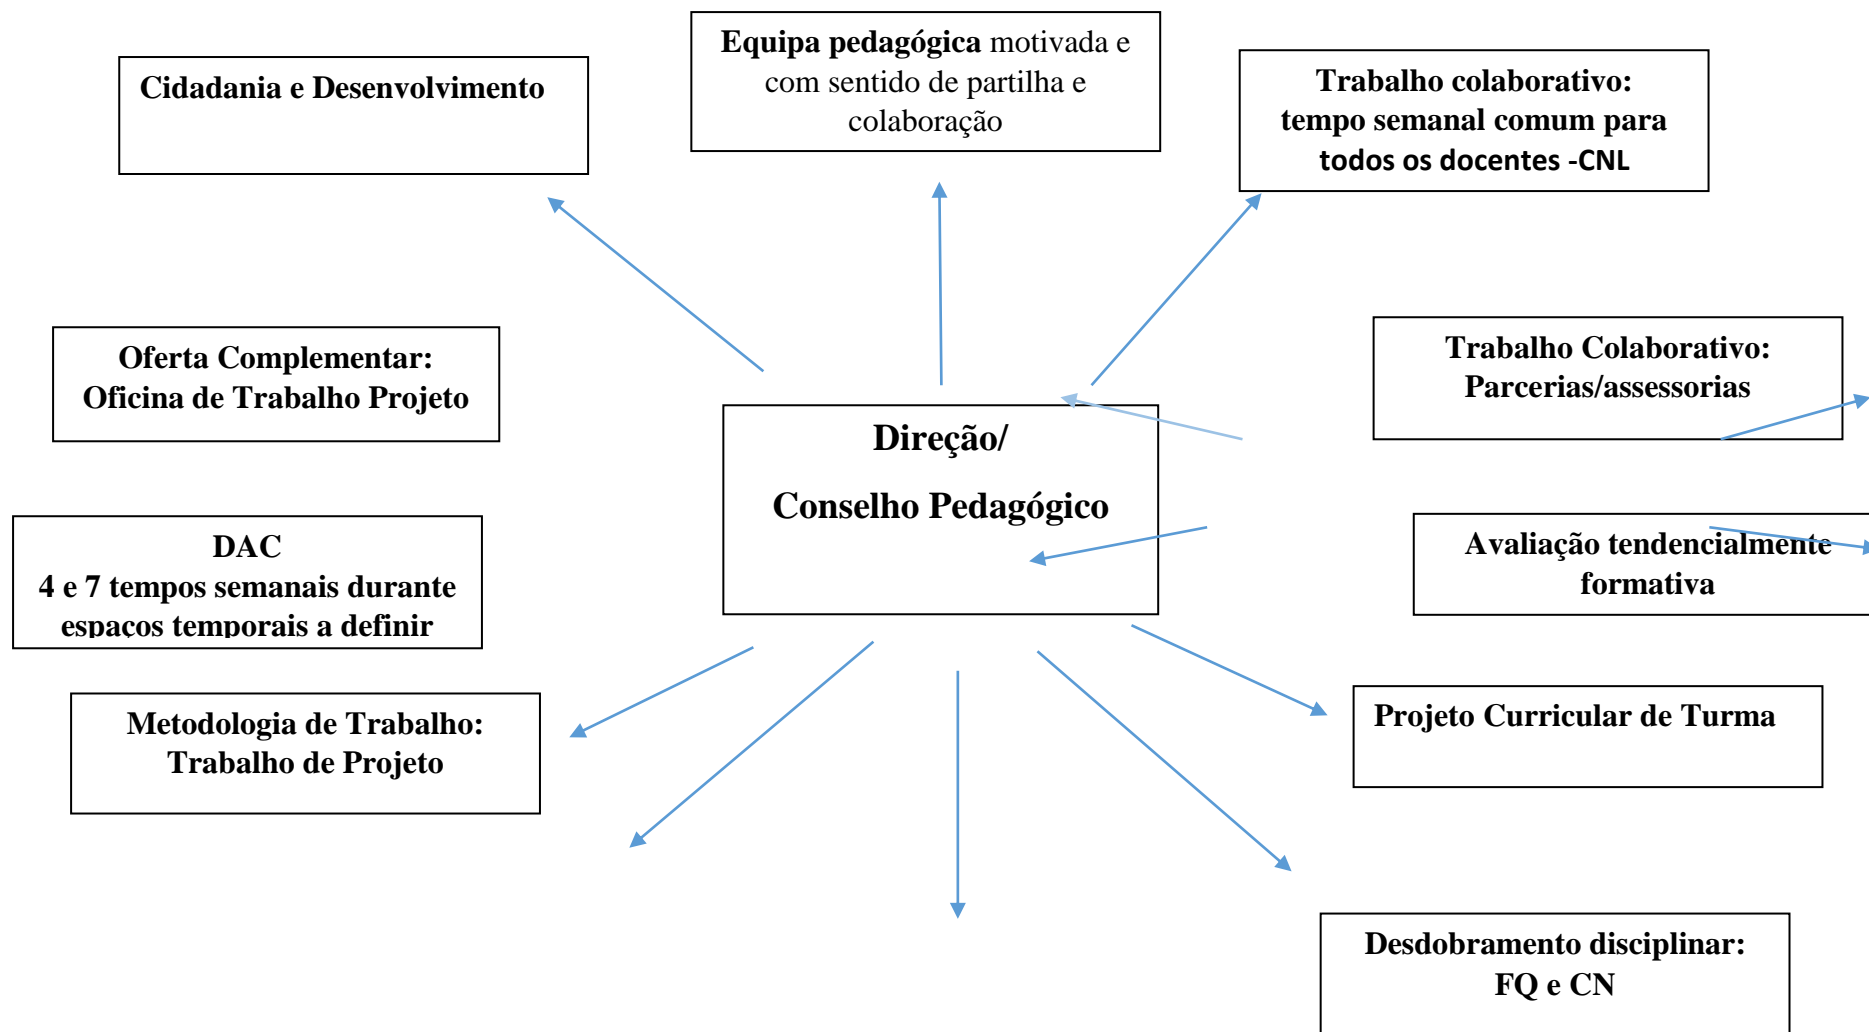 Cidadania e Desenvolvimento
Equipa pedagógica motivada e
com sentido de partilha e
colaboração
Trabalho colaborativo:
tempo semanal comum para
todos os docentes -CNL
Oferta Complementar:
Oficina de Trabalho Projeto
Trabalho Colaborativo:
Parcerias/assessorias
Direção/
Conselho Pedagógico
DAC
4 e 7 tempos semanais durante
espaços temporais a definir
Avaliação tendencialmente
formativa
Metodologia de Trabalho:
Trabalho de Projeto
Projeto Curricular de Turma
Desdobramento disciplinar:
FQ e CN